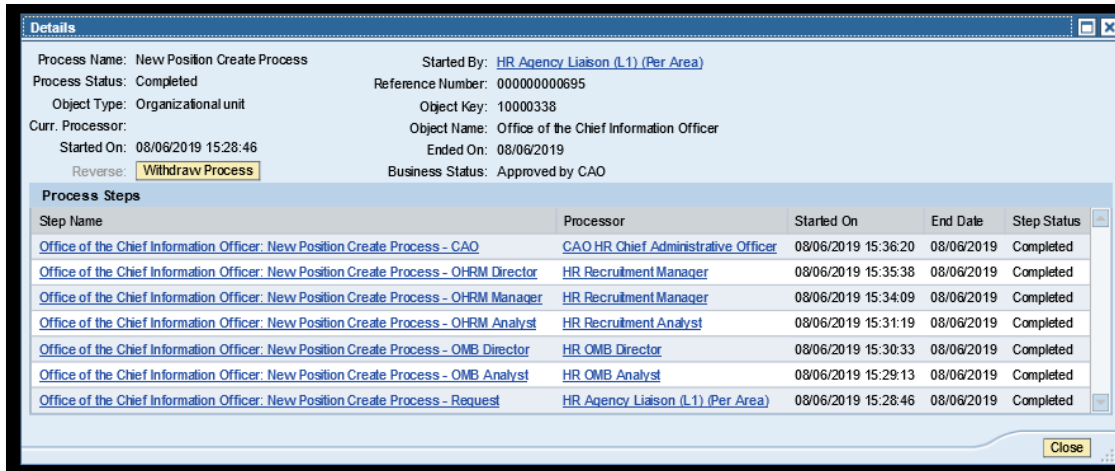 Details
Process Name: New Position Create Process Started By: HR Agency Liaison (L1) (Per Area)
Process Status: Completed Reference Number: 000000000695
Object Type: Organizational unit Object Key: 10000338
Curr. Processor: Object Name: Office of the Chief Information Officer
Started On: 08/06/2019 15:28:46 Ended On: 08/06/2019
Reverse: Withdraw Process Business Status: Approved by CAO
Process Steps
Step Name Processor Started On End Date Step Status
Office of the Chief Information Officer: New Position Create Process - CAO CAO HR Chief Administrative Officer 08/06/2019 15:36:20 08/06/2019 Completed
Office of the Chief Information Officer: New Position Create Process - OHRM Director HR Recruitment Manager 08/06/2019 15:35:38 08/06/2019 Completed
Office of the Chief Information Officer: New Position Create Process - OHRM Manager HR Recruitment Manager 08/06/2019 15:34:09 08/06/2019 Completed
Office of the Chief Information Officer: New Position Create Process - OHRM Analyst HR Recruitment Analyst 08/06/2019 15:31:19 08/06/2019 Completed
Office of the Chief Information Officer: New Position Create Process - OMB Director HR OMB Director 08/06/2019 15:30:33 08/06/2019 Completed
Office of the Chief Information Officer: New Position Create Process - OMB Analyst HR OMB Analyst 08/06/2019 15:29:13 08/06/2019 Completed
Office of the Chief Information Officer: New Position Create Process - Request HR Agency Liaison (L1) (Per Area) 08/06/2019 15:28:46 08/06/2019 Completed
Close